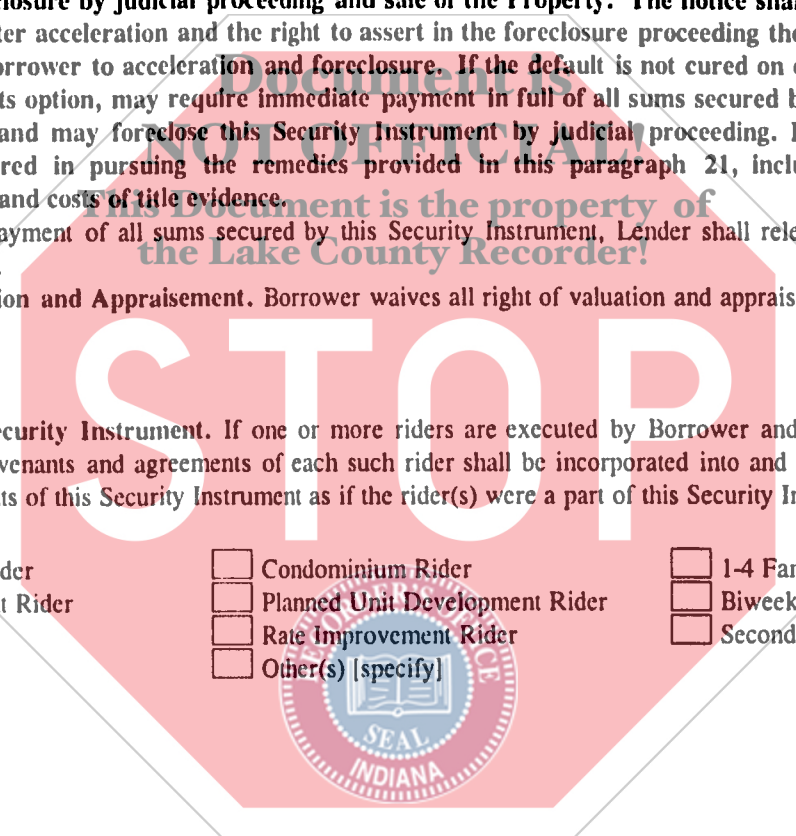 closure by judicial proceeding and sale of the Property. The notice shal
ter acceleration and the right to assert in the foreclosure proceeding the
orrower to acceleration and foreclosure. If the default is not cured on
Document is
ts option, may require immediate payment in full of all sums secured b
and may foreclose this Security Instrument by judicial proceeding.
NOT OFFICIAL!
red in pursuing the remedies provided in this paragraph 21, inclu
and costs of title evidence.
This Document is the property of
ayment of all sums secured by this Security Instrument, Lender shall rele
the Lake County Recorder!
ion and Appraisement. Borrower waives all right of valuation and apprais
STOP
ecurity Instrument. If one or more riders are executed by Borrower and
venants and agreements of each such rider shall be incorporated into and
ts of this Security Instrument as if the rider(s) were a part of this Security In
der Condominium Rider 1-4 Fam
t Rider Planned Unit Development Rider Biweek
Rate Improvement Rider Second
Other(s) [specify]
RECORDER'S OFFICE
SEAL
INDIANA